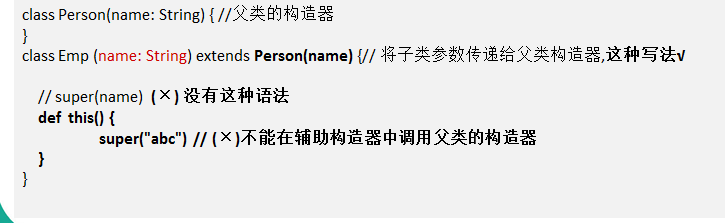 class Person(name: String) { //父类的构造器
}
class Emp (name: String) extends Person(name) {// 将子类参数传递给父类构造器,这种写法√
// super(name)  (×) 没有这种语法
def  this() {
super("abc") // (×)不能在辅助构造器中调用父类的构造器
}
}